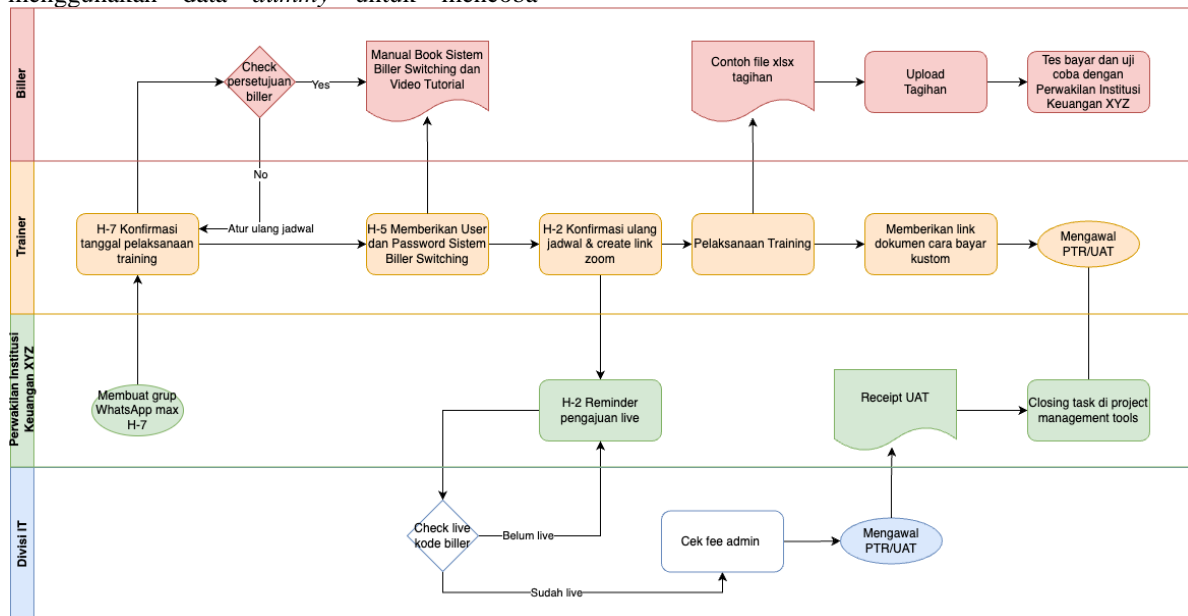 menggunakan data dummy untuk mencoba
Biller
Check
persetujuan
biller
Yes
No
Manual Book Sistem
Biller Switching dan
Video Tutorial
Contoh file xlsx
tagihan
Upload
Tagihan
Tes bayar dan uji
coba dengan
Perwakilan Institusi
Keuangan XYZ
Trainer
H-7 Konfirmasi
tanggal pelaksanaan
training
Atur ulang jadwal
H-5 Memberikan User
dan Password Sistem
Biller Switching
H-2 Konfirmasi ulang
jadwal & create link
zoom
Pelaksanaan Training
Memberikan link
dokumen cara bayar
kustom
Mengawal
PTR/UAT
Perwakilan Institusi
Keuangan XYZ
Membuat grup
WhatsApp max
H-7
H-2 Reminder
pengajuan live
Receipt UAT
Closing task di project
management tools
Divisi IT
Check live
kode biller
Belum live
Sudah live
Cek fee admin
Mengawal
PTR/UAT